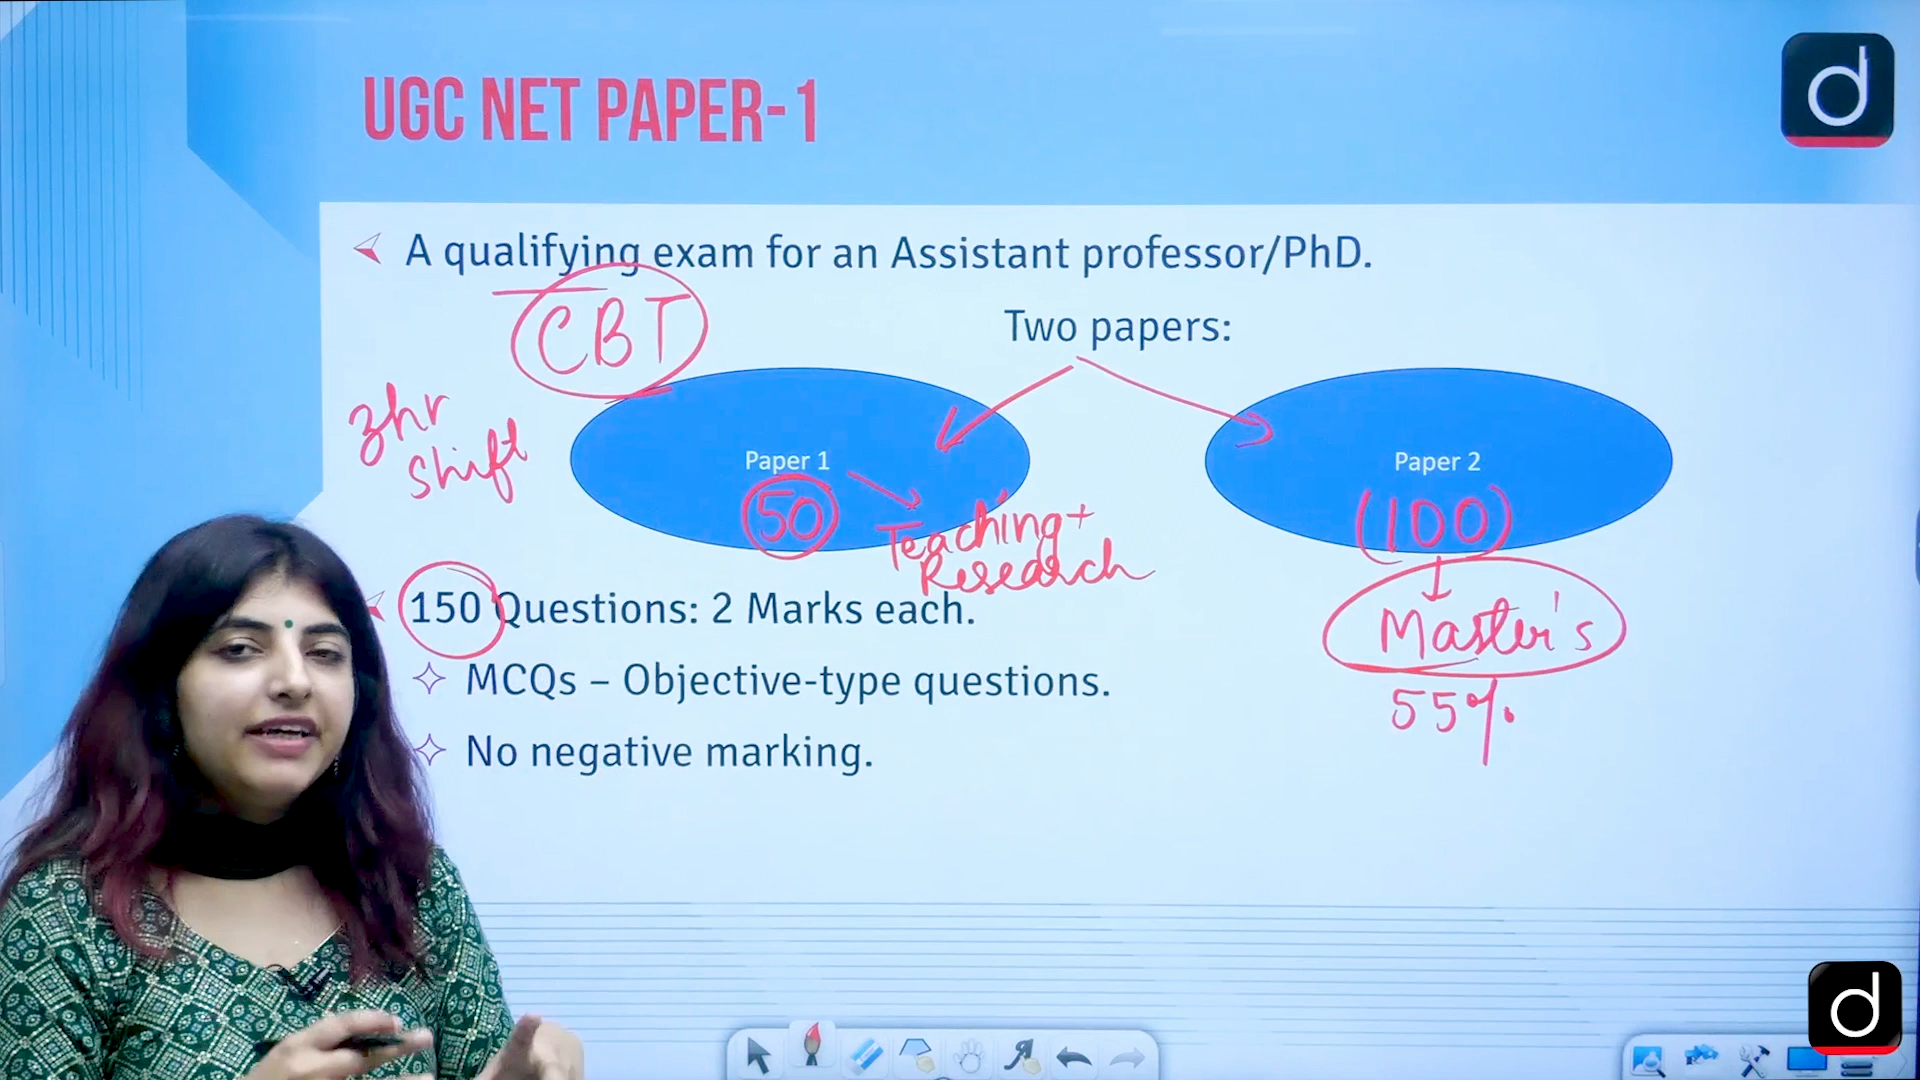 UGC NET PAPER-1
A qualifying exam for an Assistant professor/PhD.
CBT
Two papers:
3hr
Shift
Paper 1
50
Teaching+
Research
Paper 2
(100)
Master's
55%
150 Questions: 2 Marks each.
MCQs – Objective-type questions.
No negative marking.
d
d